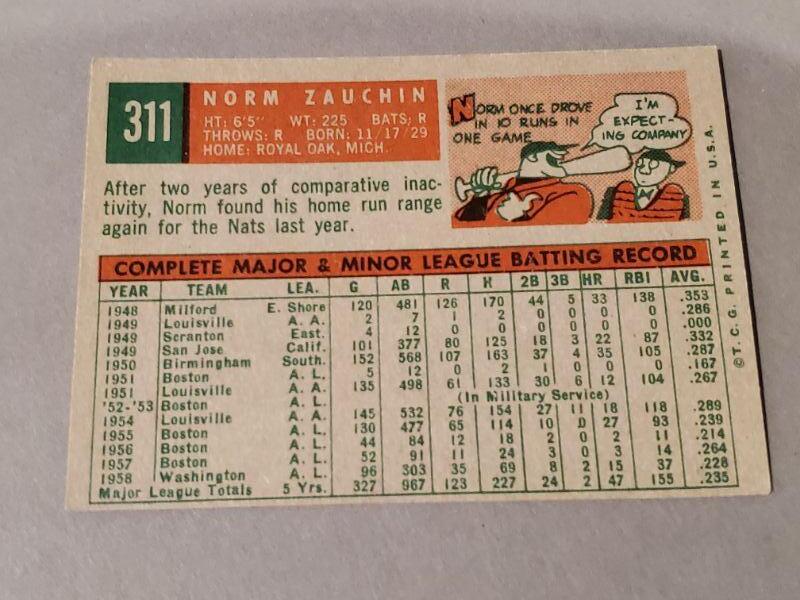 311
NORM ZAUCHIN
HT: 6'5" WT: 225 BATS: R
THROWS: R BORN: 11/17/29
HOME: ROYAL OAK, MICH.
NORM ONCE DROVE
IN 10 RUNS IN
ONE GAME
I'M
EXPECT-
ING COMPANY
After two years of comparative inac-
tivity, Norm found his home run range
again for the Nats last year.
COMPLETE MAJOR & MINOR LEAGUE BATTING RECORD
YEAR TEAM LEA. G AB R H 2B 3B HR RBI AVG.
1948 Milford E. Shore 120 481 126 170 44 5 33 138 .353
1949 Louisville A. A. 2 7 1 2 0 0 0 0 .286
1949 Scranton East. 4 12 0 0 0 0 0 0 .000
1949 San Jose Calif. 101 377 80 125 18 3 22 87 .332
1950 Birmingham South. 152 568 107 163 37 4 35 105 .287
1951 Boston A. L. 5 12 0 2 1 0 0 0 .167
1951 Louisville A. A. 135 498 61 133 30 6 12 104 .267
'52-'53 Boston A. L. (In Military Service)
1954 Louisville A. A. 145 532 76 154 27 11 18 118 .289
1955 Boston A. L. 130 477 65 114 10 0 27 93 .239
1956 Boston A. L. 44 84 12 18 2 0 2 11 .214
1957 Boston A. L. 52 91 11 24 3 0 3 14 .264
1958 Washington A. L. 96 303 35 69 8 2 15 37 .228
Major League Totals 5 Yrs. 327 967 123 227 24 2 47 155 .235
©T.C.G. PRINTED IN U.S.A.